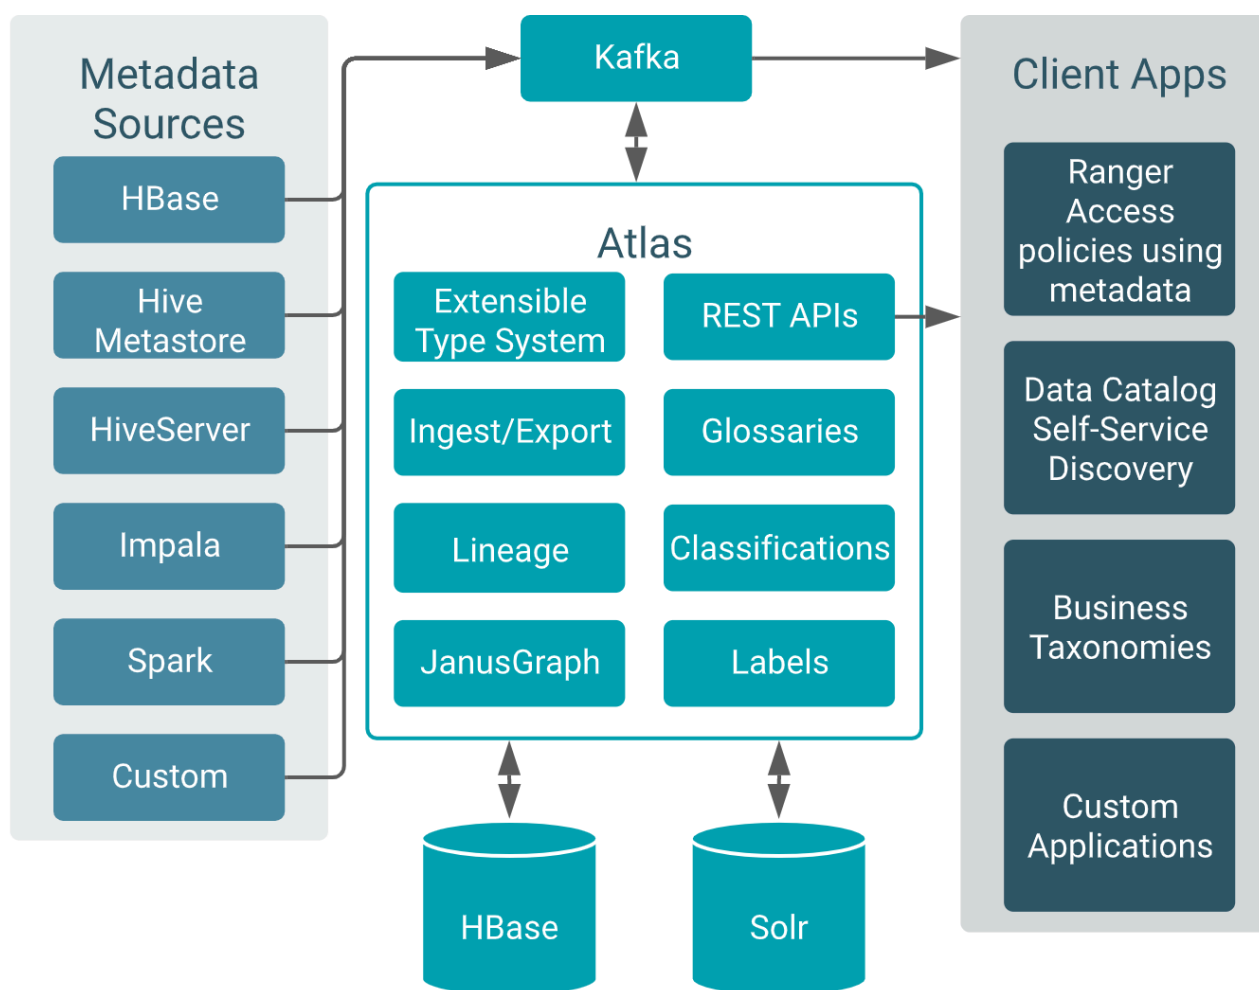 Metadata
Sources
HBase
Hive
Metastore
HiveServer
Impala
Spark
Custom
Kafka
Atlas
Extensible
Type System
REST APIs
Ingest/Export
Glossaries
Lineage
Classifications
JanusGraph
Labels
HBase
Solr
Client Apps
Ranger
Access
policies using
metadata
Data Catalog
Self-Service
Discovery
Business
Taxonomies
Custom
Applications